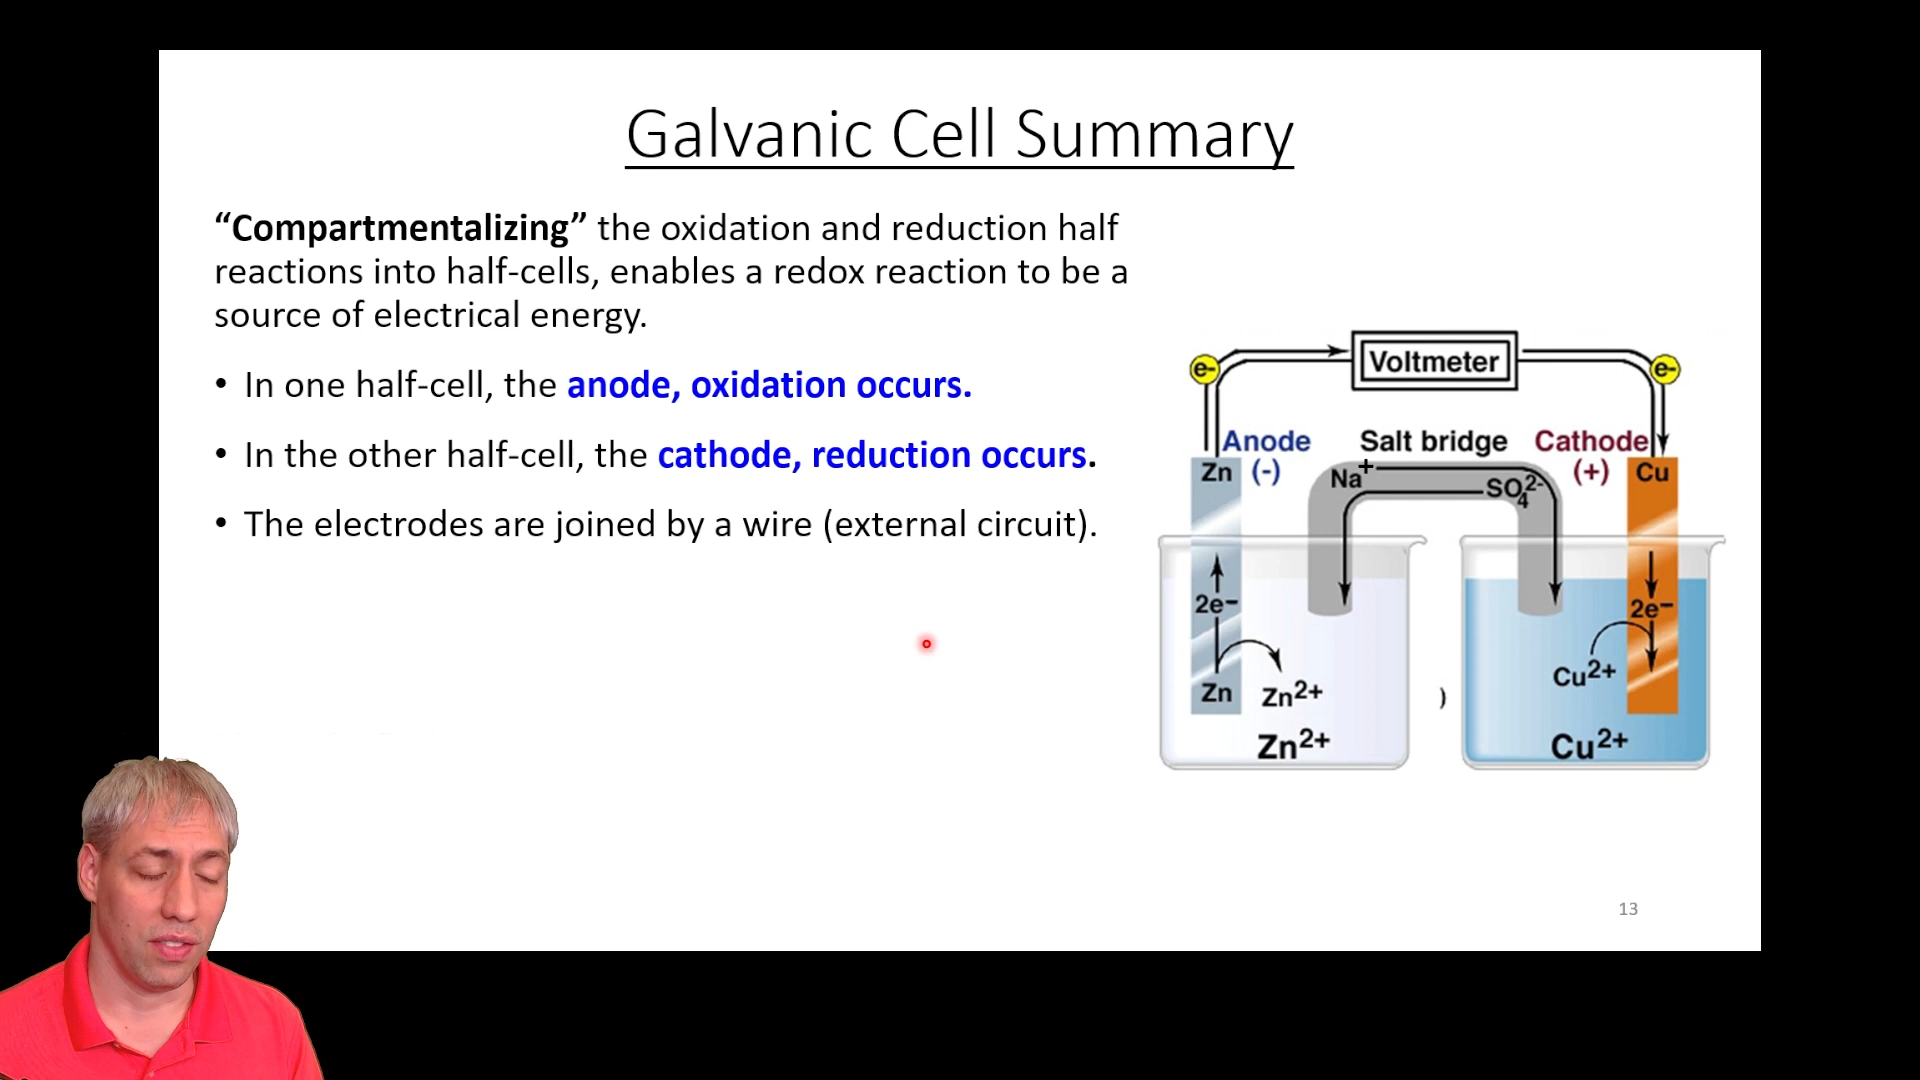 Galvanic Cell Summary
“Compartmentalizing” the oxidation and reduction half
reactions into half-cells, enables a redox reaction to be a
source of electrical energy.
• In one half-cell, the anode, oxidation occurs.
• In the other half-cell, the cathode, reduction occurs.
• The electrodes are joined by a wire (external circuit).
e- Voltmeter e-
Anode Salt bridge Cathode
Zn (-) Na+ SO4 2- (+) Cu
2e− 2e−
Cu2+
Zn Zn2+ )
Zn2+ Cu2+
13